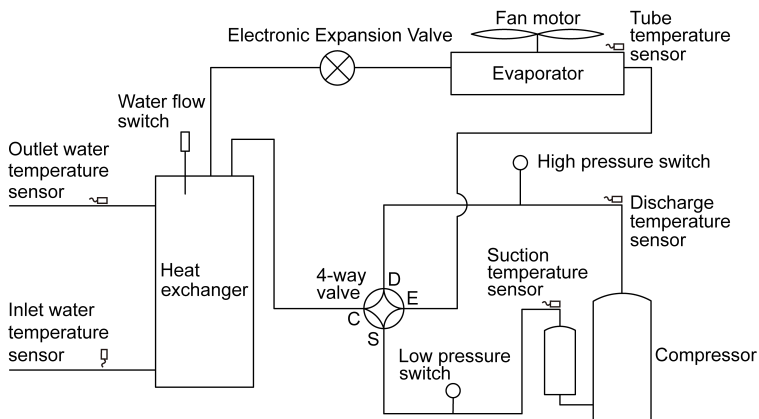 Fan motor
Tube
temperature
sensor
Electronic Expansion Valve
Evaporator
Water flow
switch
Outlet water
temperature
sensor
High pressure switch
Discharge
temperature
sensor
Heat
exchanger
4-way
valve
D
E
C
S
Suction
temperature
sensor
Inlet water
temperature
sensor
Low pressure
switch
Compressor